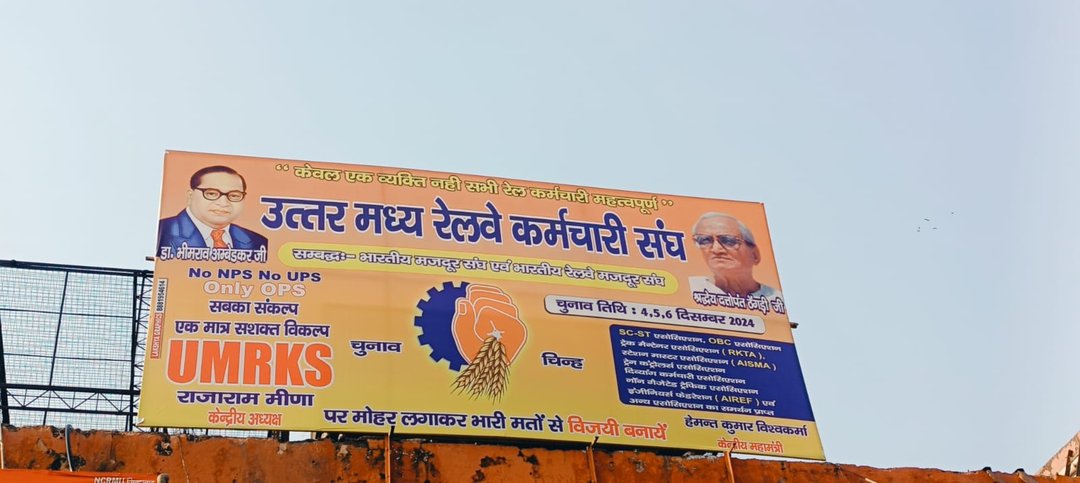 “ केवल एक व्यक्ति नही सभी रेल कर्मचारी महत्वपूर्ण ”
उत्तर मध्य रेलवे कर्मचारी संघ
सम्बद्धः- भारतीय मजदूर संघ एवं भारतीय रेलवे मजदूर संघ
डा. भीमराव अम्बेडकर जी
श्रद्धेय दत्तोपंत ठेंगड़ी जी
No NPS No UPS
Only OPS
सबका संकल्प
एक मात्र सशक्त विकल्प
UMRKS
राजाराम मीणा
केन्द्रीय अध्यक्ष
चुनाव चिन्ह
चुनाव तिथि : 4,5,6 दिसम्बर 2024
SC-ST एसोसिएशन, OBC एसोसिएशन
ट्रेक मेन्टेनर एसोसिएशन ( RKTA ),
स्टेशन मास्टर एसोसिएशन ( AISMA )
ट्रेन कंट्रोलर्स एसोसिएशन
दिव्यांग कर्मचारी एसोसिएशन
नॉन गैजेटेड ट्रैफिक एसोसिएशन
इंजीनियर्स फेडरेशन ( AIREF ) एवं
अन्य एसोसिएशन का समर्थन प्राप्त
पर मोहर लगाकर भारी मतों से विजयी बनायें
हेमन्त कुमार विश्वकर्मा
केन्द्रीय महामंत्री
LAKSHYA GRAPHICS 8881954614
NCRMU